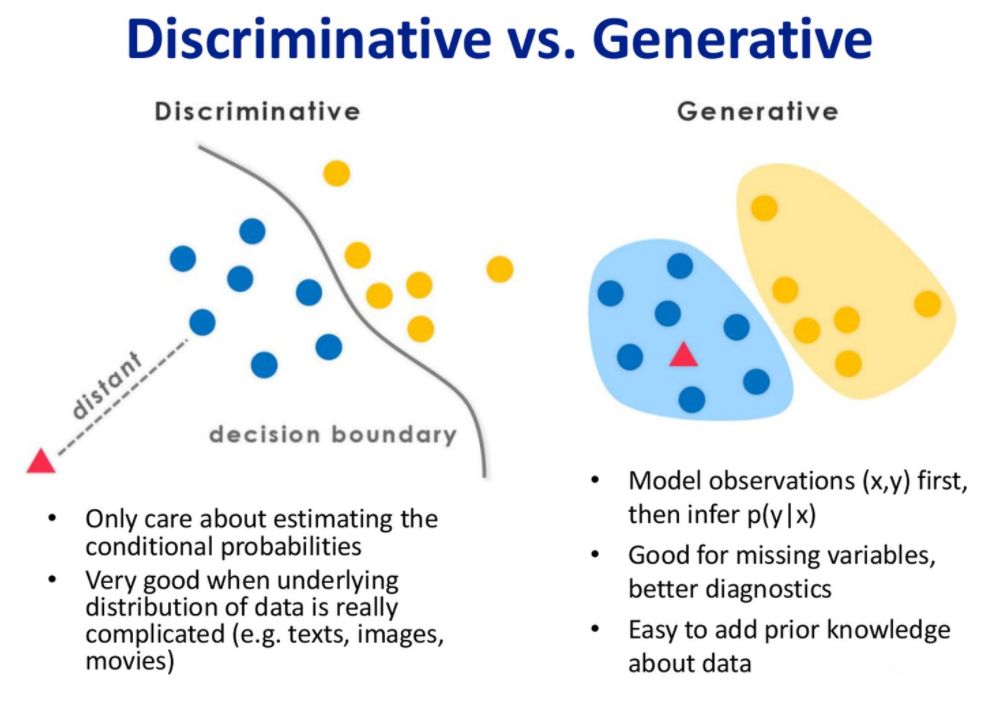 Discriminative vs. Generative
Discriminative
distant
decision boundary
• Only care about estimating the
conditional probabilities
• Very good when underlying
distribution of data is really
complicated (e.g. texts, images,
movies)
Generative
• Model observations (x,y) first,
then infer p(y|x)
• Good for missing variables,
better diagnostics
• Easy to add prior knowledge
about data